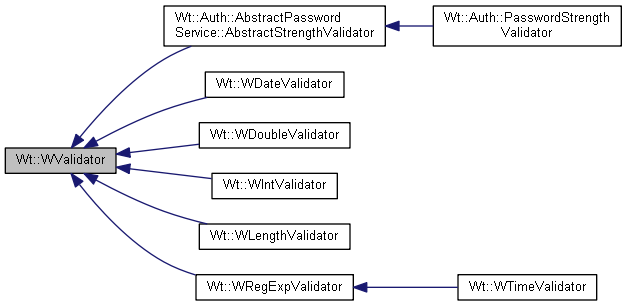 Wt::Auth::AbstractPassword
Service::AbstractStrengthValidator
Wt::Auth::PasswordStrength
Validator
Wt::WDateValidator
Wt::WDoubleValidator
Wt::WValidator
Wt::WIntValidator
Wt::WLengthValidator
Wt::WRegExpValidator
Wt::WTimeValidator